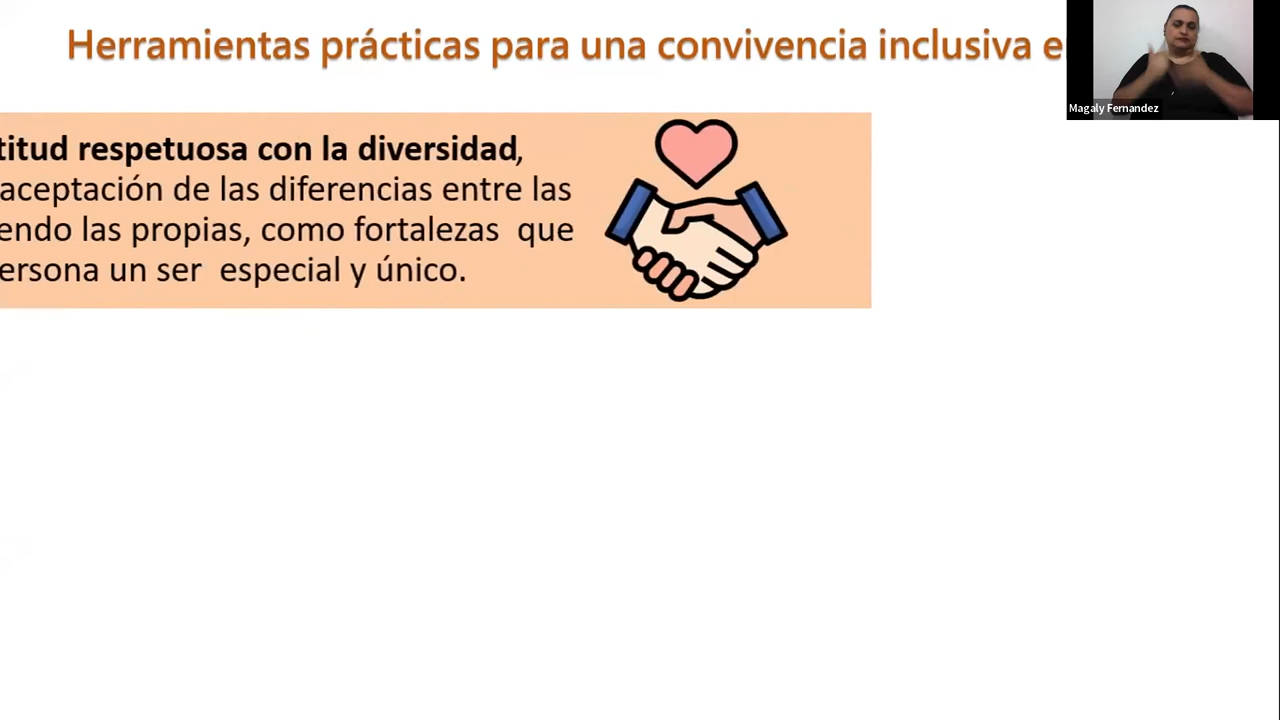 Herramientas prácticas para una convivencia inclusiva e
Magaly Fernandez
titud respetuosa con la diversidad,
aceptación de las diferencias entre las
endo las propias, como fortalezas que
ersona un ser especial y único.